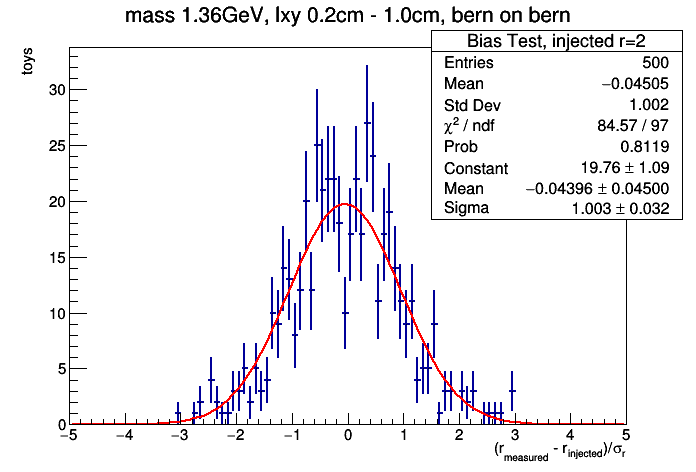 mass 1.36GeV, lxy 0.2cm - 1.0cm, bern on bern
toys
Bias Test, injected r=2
Entries 500
Mean −0.04505
Std Dev 1.002
χ² / ndf 84.57 / 97
Prob 0.8119
Constant 19.76 ± 1.09
Mean −0.04396 ± 0.04500
Sigma 1.003 ± 0.032
30
25
20
15
10
5
0
−5 −4 −3 −2 −1 0 1 2 3 4 5
(r_measured - r_injected)/σ_r